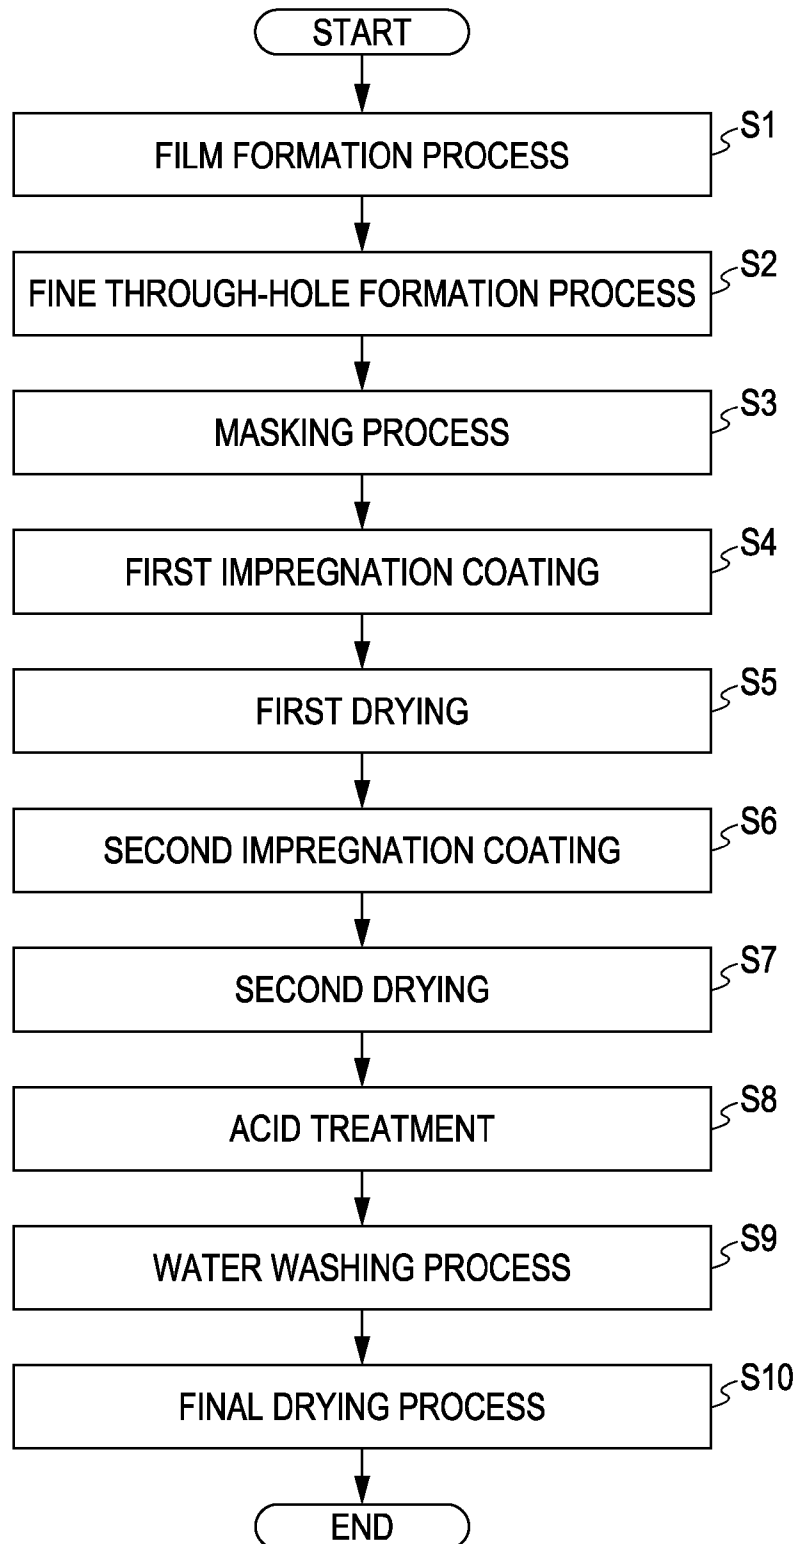 START
FILM FORMATION PROCESS
S1
FINE THROUGH-HOLE FORMATION PROCESS
S2
MASKING PROCESS
S3
FIRST IMPREGNATION COATING
S4
FIRST DRYING
S5
SECOND IMPREGNATION COATING
S6
SECOND DRYING
S7
ACID TREATMENT
S8
WATER WASHING PROCESS
S9
FINAL DRYING PROCESS
S10
END